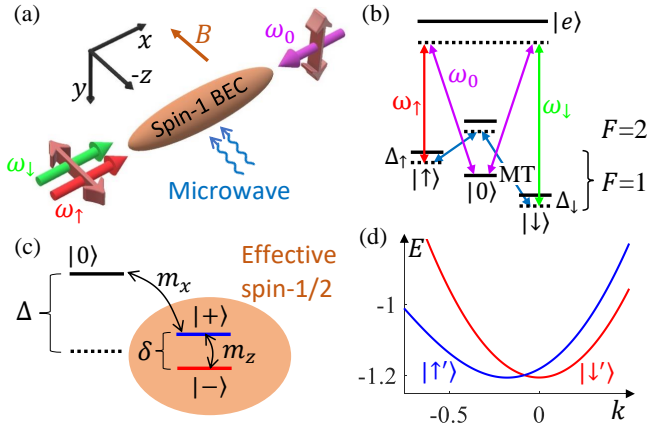 (a)
x
y
-z
B
ω₀
Spin-1 BEC
ω↓
ω↑
Microwave
(b)
|e⟩
ω₀
ω↑
ω↓
F=2
Δ↑
MT
|↑⟩
|0⟩
F=1
Δ↓
|↓⟩
(c)
|0⟩
Effective
spin-1/2
mₓ
Δ
|+⟩
δ
m_z
|−⟩
(d)
E
-1
-1.2
|↑′⟩
|↓′⟩
-0.5
0
k